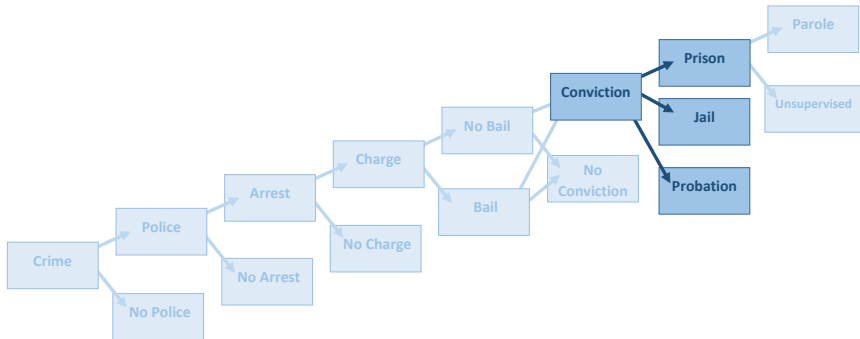 Parole
Prison
Unsupervised
Conviction
Jail
No Bail
Charge
No
Conviction
Probation
Arrest
Bail
Police
No Charge
Crime
No Arrest
No Police